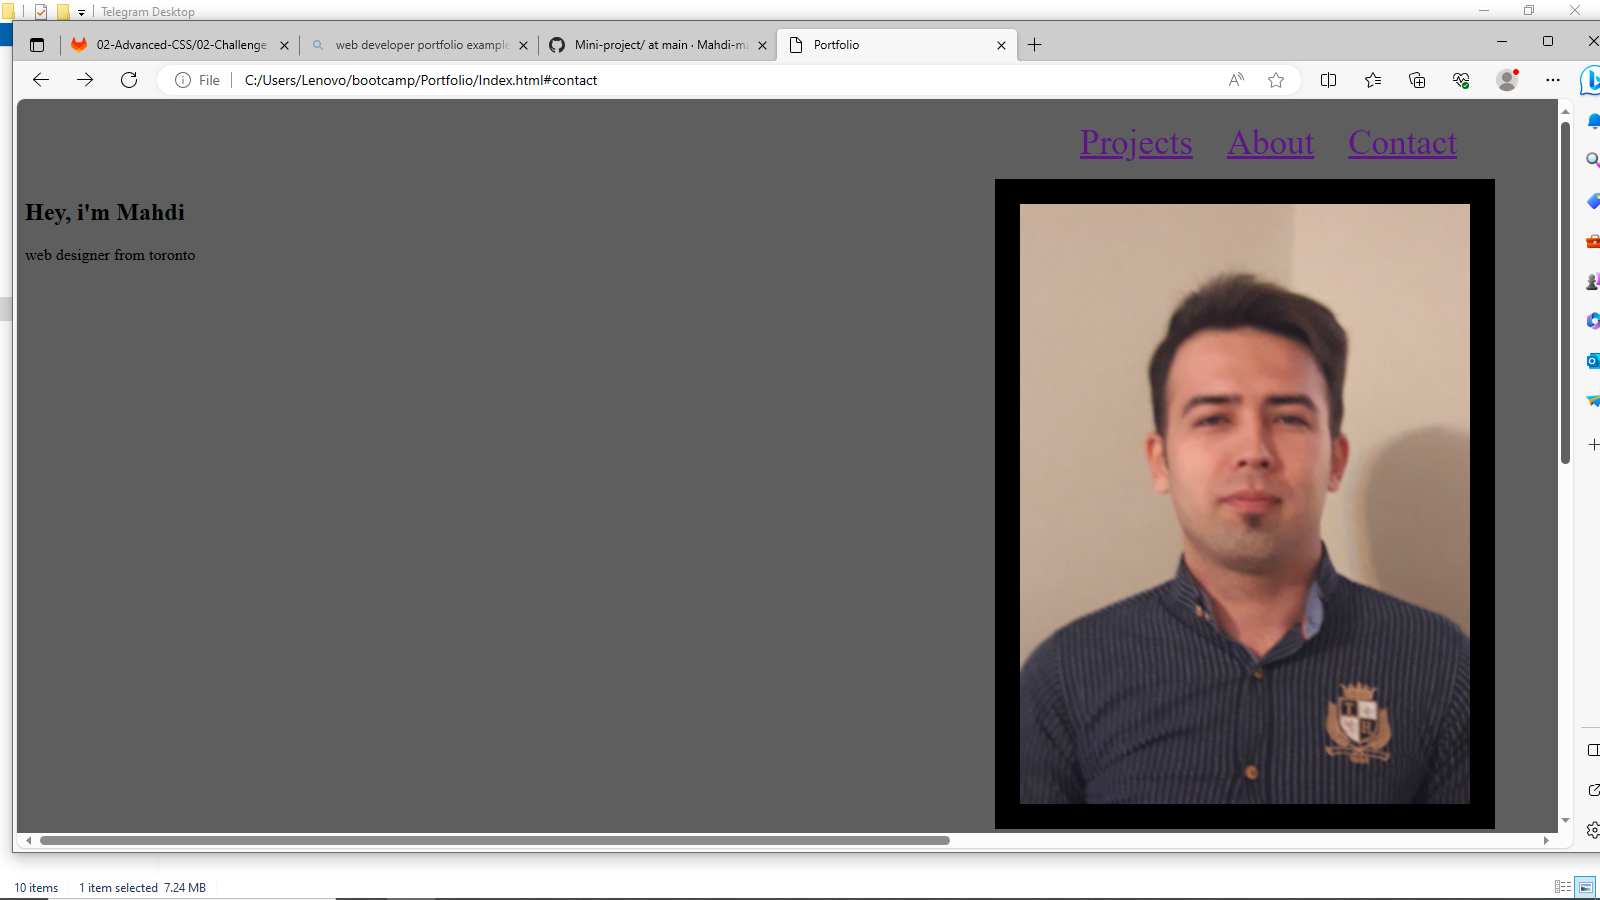 Telegram Desktop
02-Advanced-CSS/02-Challenge
web developer portfolio example
Mini-project/ at main · Mahdi-ma
Portfolio
File
C:/Users/Lenovo/bootcamp/Portfolio/Index.html#contact
Projects About Contact
Hey, i'm Mahdi
web designer from toronto
10 items 1 item selected 7.24 MB